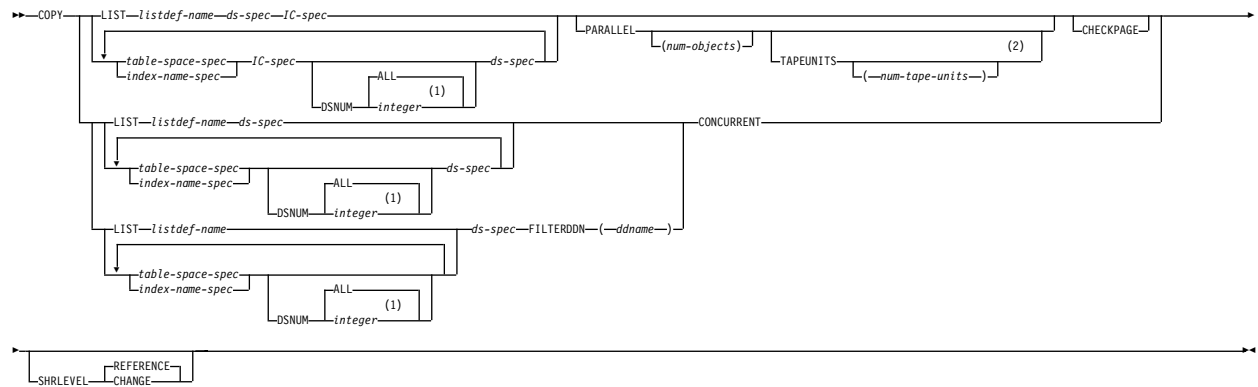 COPY LIST listdef-name ds-spec IC-spec PARALLEL CHECKPAGE
(num-objects) (2)
table-space-spec IC-spec ds-spec TAPEUNITS
index-name-spec ALL ( num-tape-units )
(1)
DSNUM integer
LIST listdef-name ds-spec CONCURRENT
table-space-spec ds-spec
index-name-spec ALL
(1)
DSNUM integer
LIST listdef-name ds-spec FILTERDDN ( ddname )
table-space-spec
index-name-spec ALL
(1)
DSNUM integer
REFERENCE
SHRLEVEL CHANGE